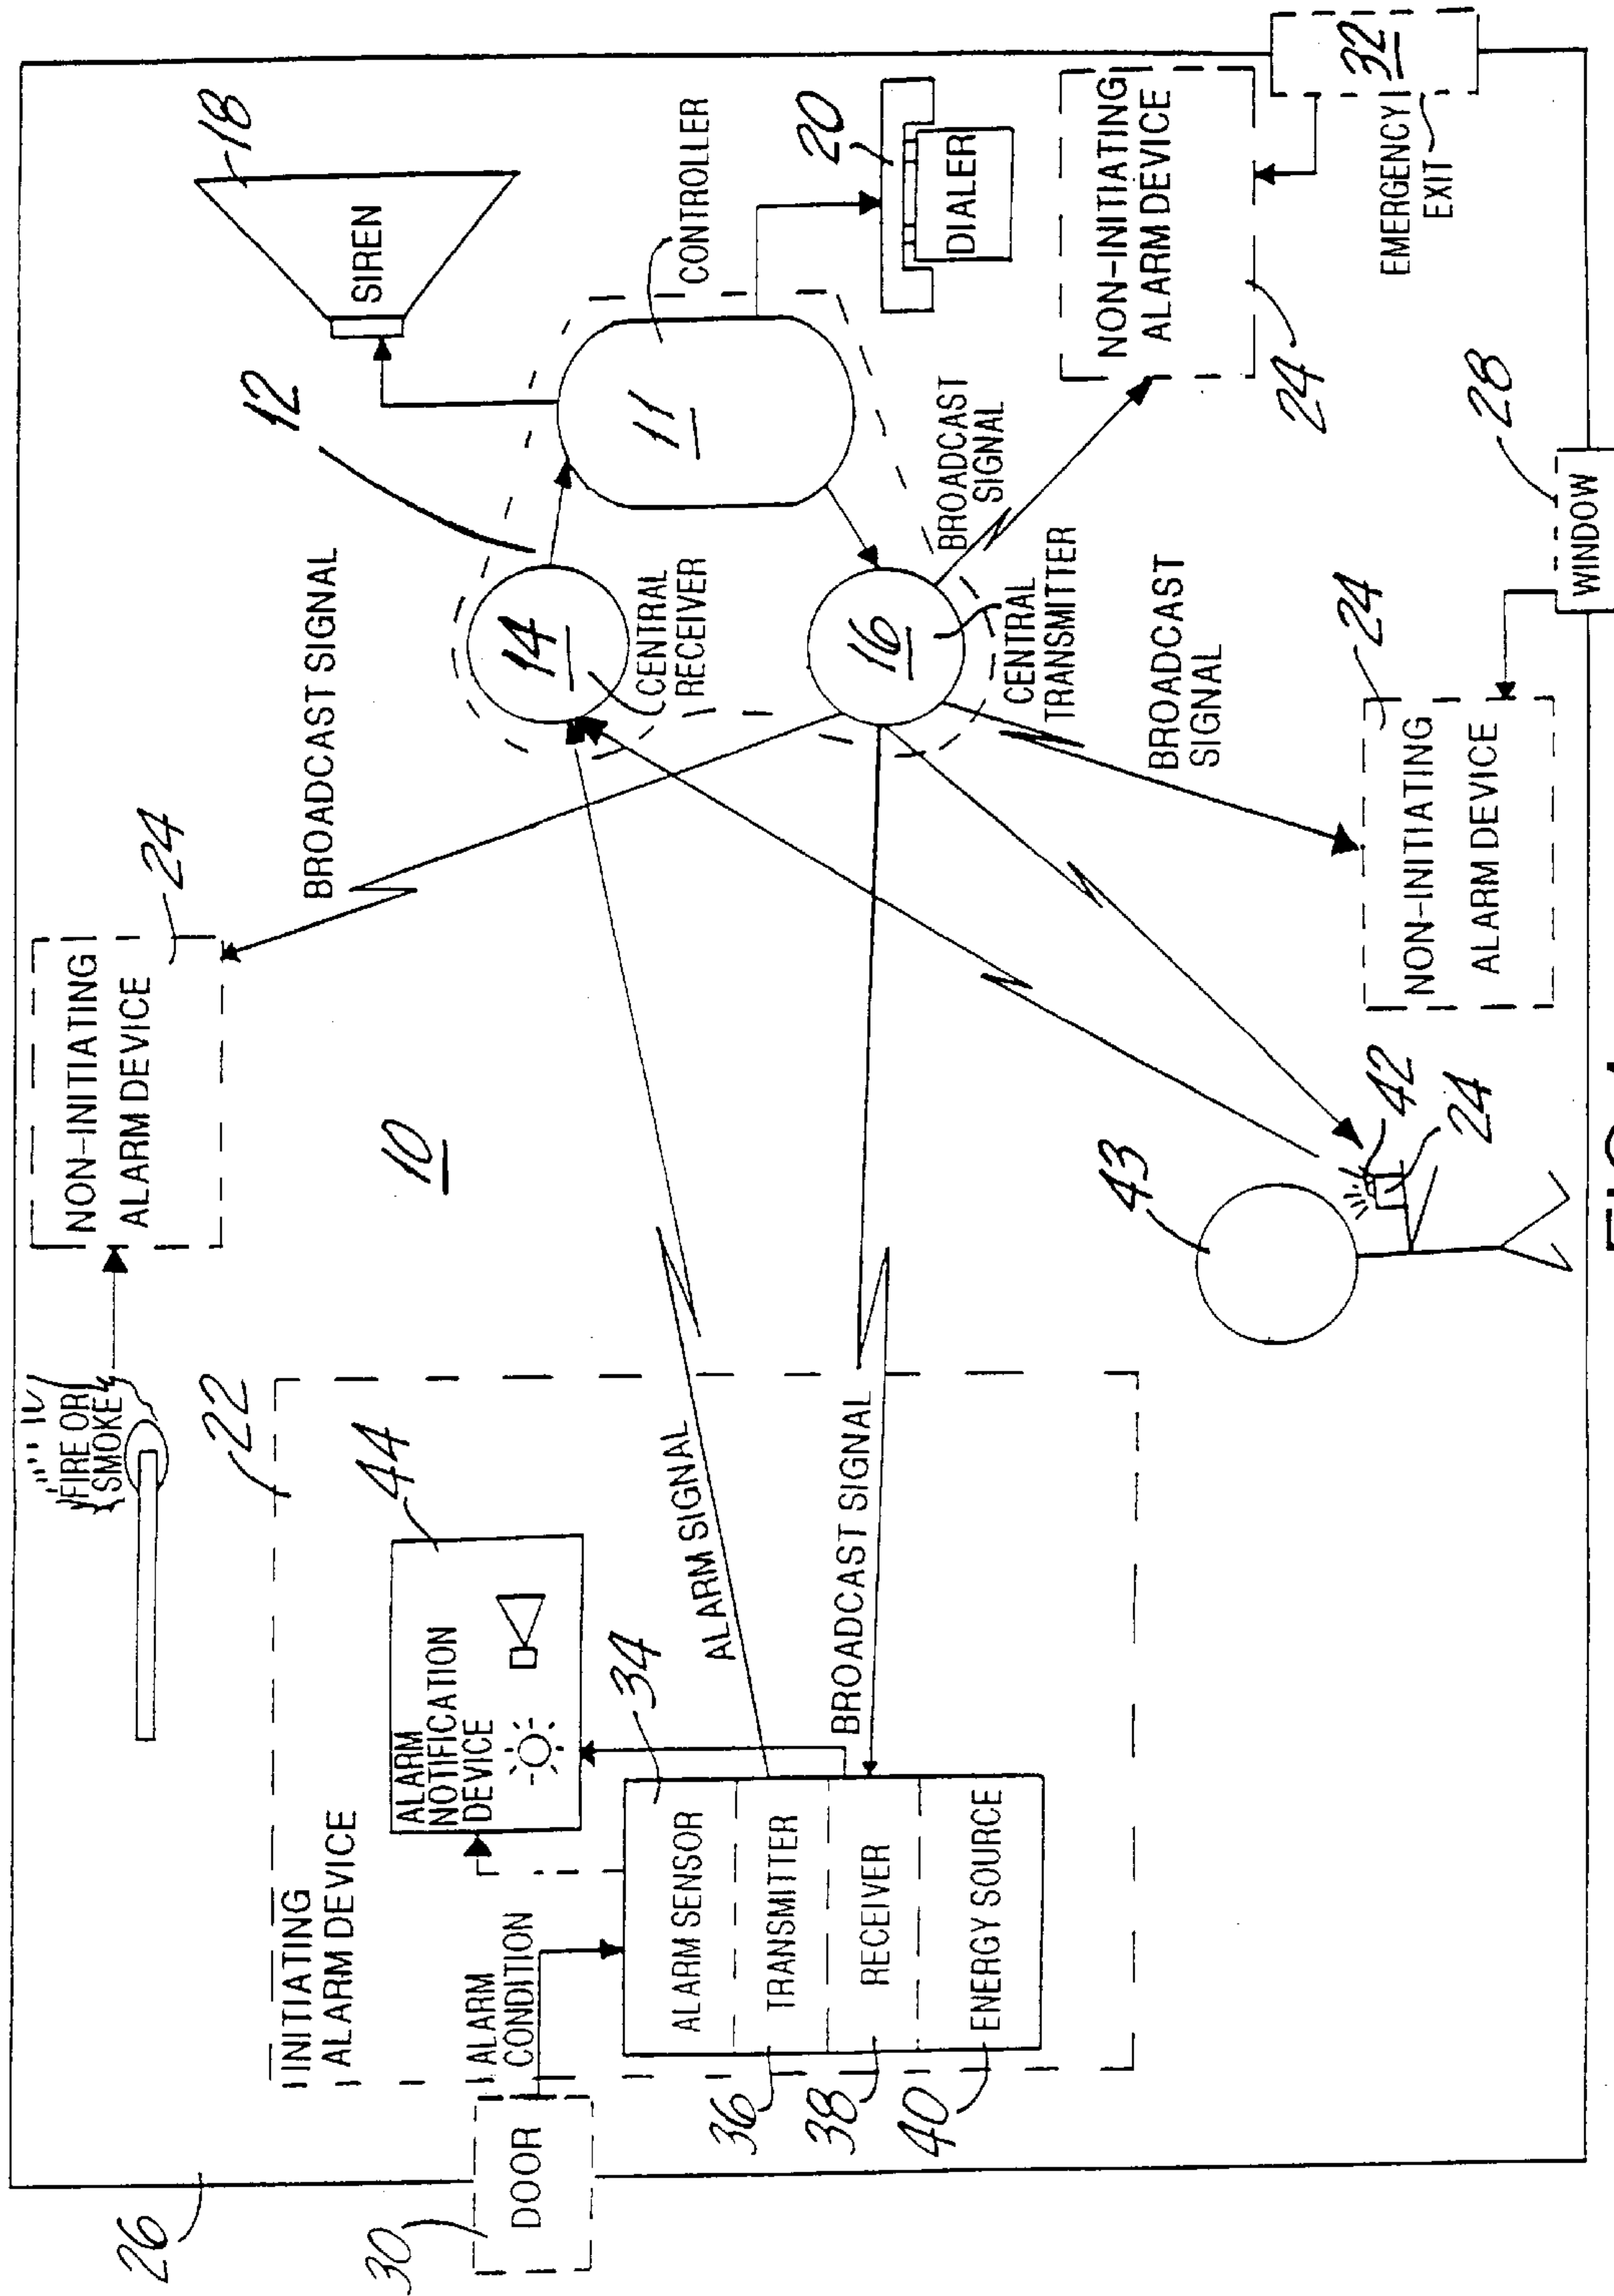 26
FIRE OR
SMOKE
NON-INITIATING
ALARM DEVICE
24
18
SIREN
22
INITIATING
ALARM DEVICE
BROADCAST SIGNAL
12
30
DOOR
ALARM
CONDITION
ALARM
NOTIFICATION
DEVICE
44
10
14
CENTRAL
RECEIVER
11
CONTROLLER
34
ALARM SENSOR
36
TRANSMITTER
38
RECEIVER
40
ENERGY SOURCE
ALARM SIGNAL
BROADCAST SIGNAL
16
CENTRAL
TRANSMITTER
BROADCAST
SIGNAL
20
DIALER
NON-INITIATING
ALARM DEVICE
24
BROADCAST
SIGNAL
43
42
24
24
NON-INITIATING
ALARM DEVICE
28
WINDOW
EMERGENCY
EXIT
32
FIG. 1